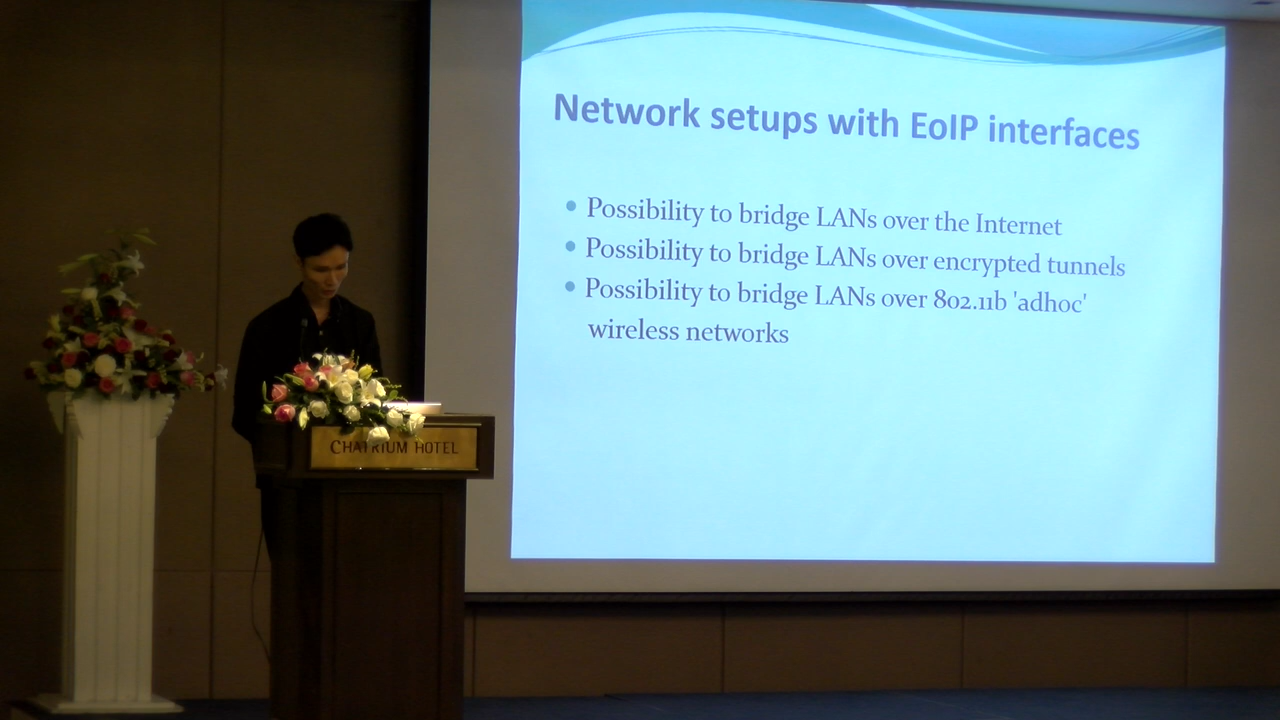 Network setups with EoIP interfaces
Possibility to bridge LANs over the Internet
Possibility to bridge LANs over encrypted tunnels
Possibility to bridge LANs over 802.11b 'adhoc'
wireless networks
CHATRIUM HOTEL